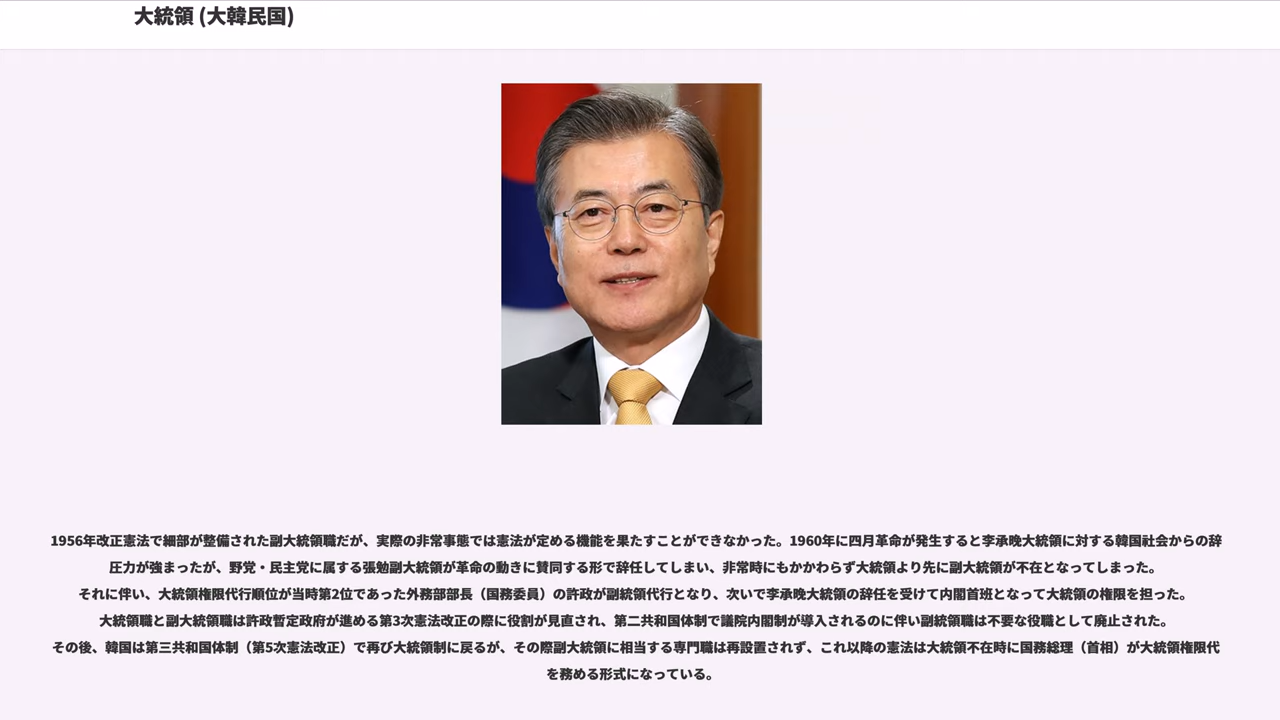 大統領 (大韓民国)
1956年改正憲法で細部が整備された副大統領職だが、実際の非常事態では憲法が定める機能を果たすことができなかった。1960年に四月革命が発生すると李承晩大統領に対する韓国社会からの辞
圧力が強まったが、野党・民主党に属する張勉副大統領が革命の動きに賛同する形で辞任してしまい、非常時にもかかわらず大統領より先に副大統領が不在となってしまった。
それに伴い、大統領権限代行順位が当時第2位であった外務部部長（国務委員）の許政が副統領代行となり、次いで李承晩大統領の辞任を受けて内閣首班となって大統領の権限を担った。
大統領職と副大統領職は許政暫定政府が進める第3次憲法改正の際に役割が見直され、第二共和国体制で議院内閣制が導入されるのに伴い副統領職は不要な役職として廃止された。
その後、韓国は第三共和国体制（第5次憲法改正）で再び大統領制に戻るが、その際副大統領に相当する専門職は再設置されず、これ以降の憲法は大統領不在時に国務総理（首相）が大統領権限代
を務める形式になっている。